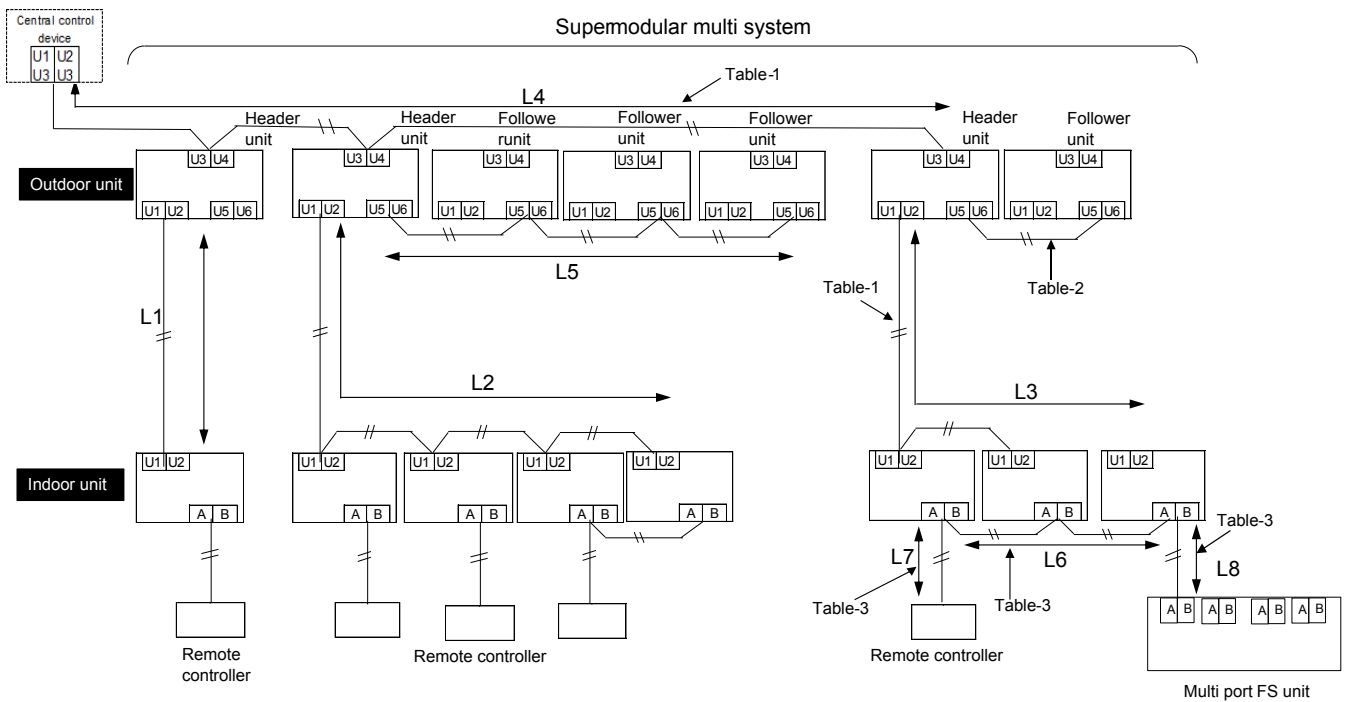 Central control
device
U1 U2
U3 U3
Supermodular multi system
Table-1
L4
Header
unit
Header
unit
Followe
runit
Follower
unit
Follower
unit
Header
unit
Follower
unit
U3 U4
U3 U4
U3 U4
U3 U4
U3 U4
U3 U4
U3 U4
Outdoor unit
U1 U2 U5 U6
U1 U2 U5 U6
U1 U2 U5 U6
U1 U2 U5 U6
U1 U2 U5 U6
U1 U2 U5 U6
U1 U2 U5 U6
L5
Table-1
Table-2
L1
L2
L3
U1 U2
U1 U2
U1 U2
U1 U2
U1 U2
U1 U2
U1 U2
U1 U2
Indoor unit
A B
A B
A B
A B
A B
A B
A B
A B
Table-3
L7
L6
L8
Table-3
Table-3
A B
A B
A B
A B
Remote
controller
Remote controller
Remote controller
Multi port FS unit